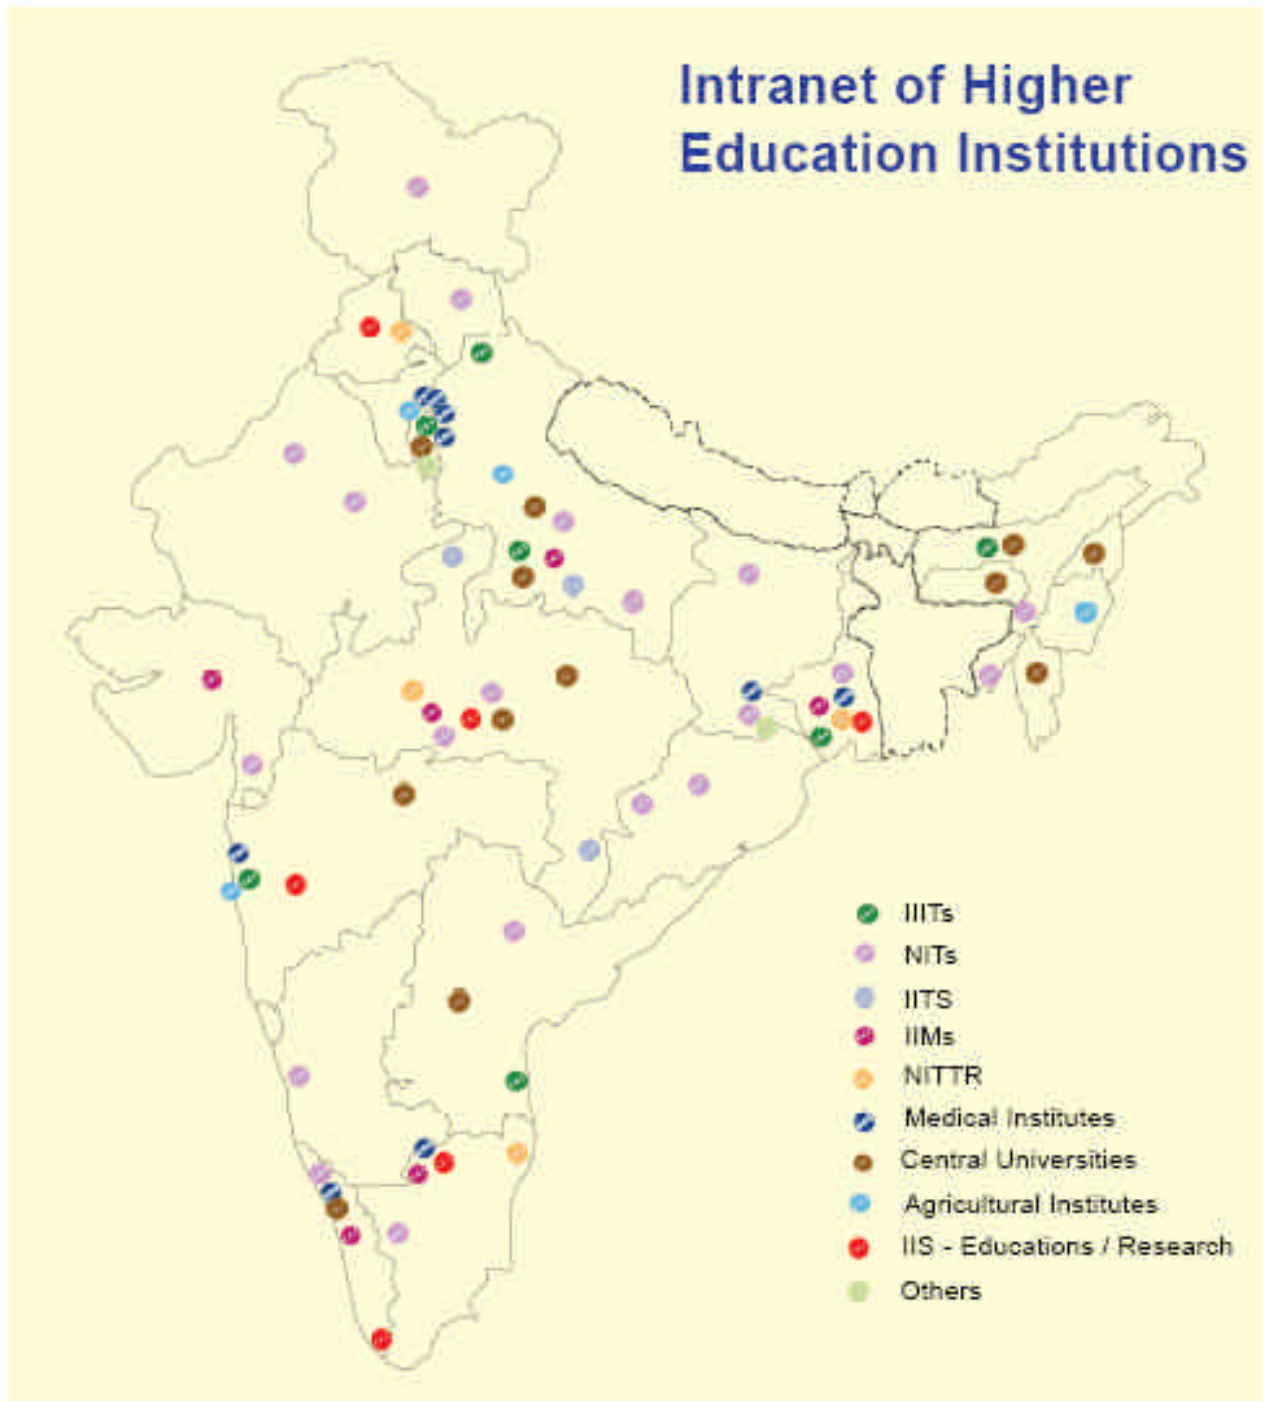 Intranet of Higher
Education Institutions
IIITs
NITs
IITS
IIMs
NITTR
Medical Institutes
Central Universities
Agricultural Institutes
IIS - Educations / Research
Others